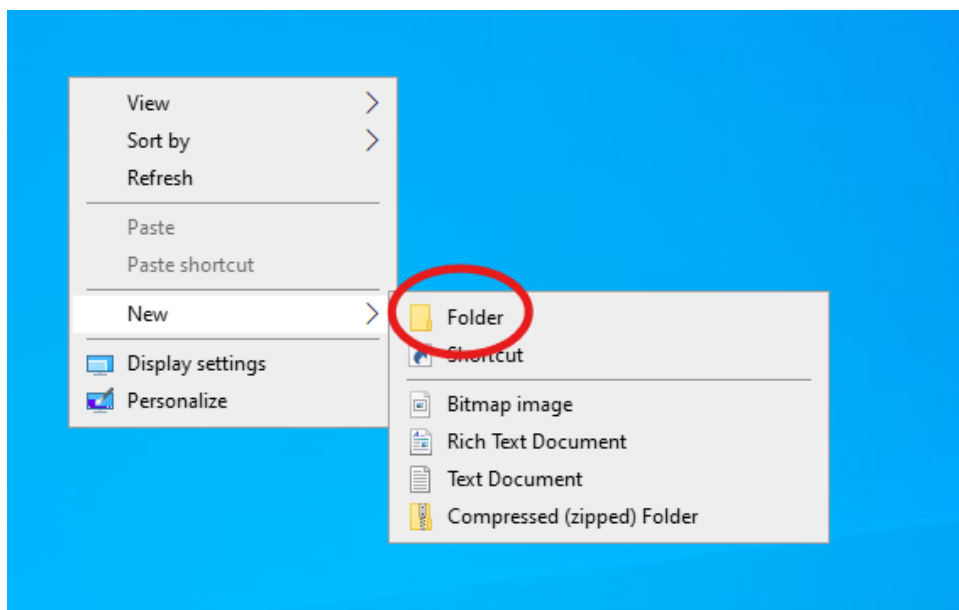 View
Sort by
Refresh
Paste
Paste shortcut
New
Display settings
Personalize
Folder
Shortcut
Bitmap image
Rich Text Document
Text Document
Compressed (zipped) Folder